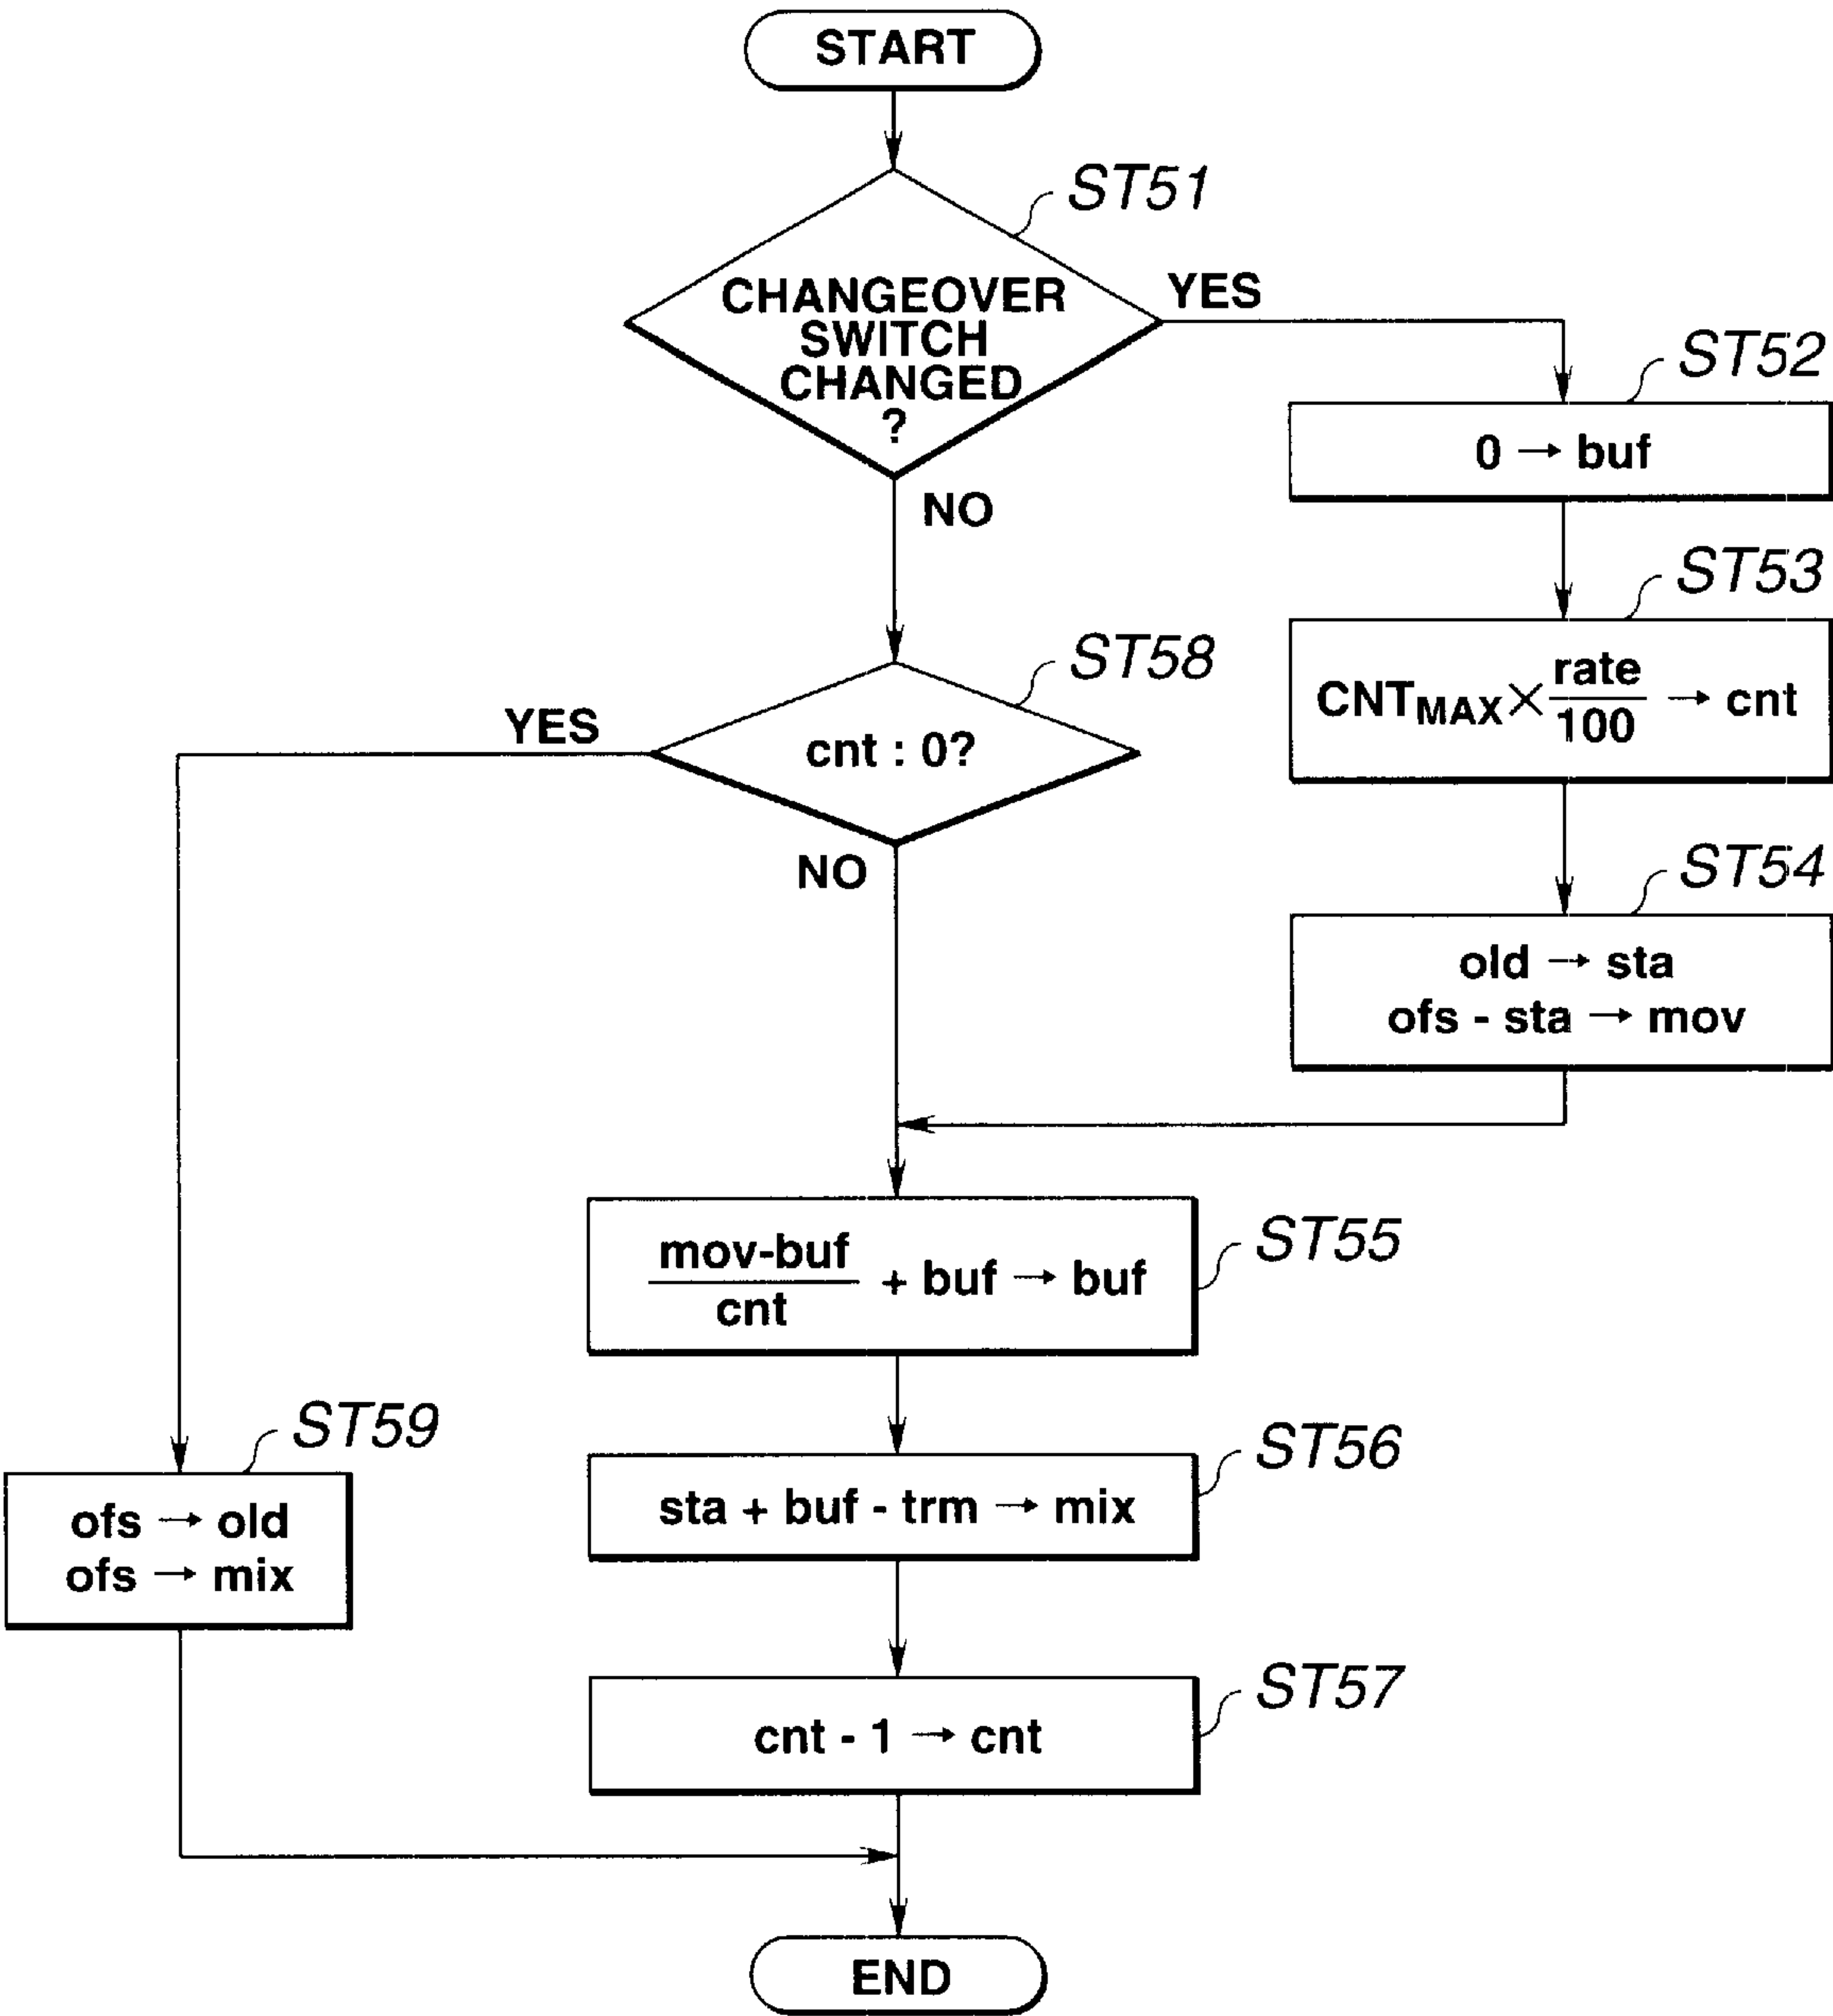 START
ST51
CHANGEOVER
SWITCH
CHANGED
?
YES
NO
ST52
0 → buf
ST53
CNTMAX × rate/100 → cnt
ST58
cnt : 0?
YES
NO
ST54
old → sta
ofs - sta → mov
ST55
mov-buf/cnt + buf → buf
ST56
sta + buf - trm → mix
ST59
ofs → old
ofs → mix
ST57
cnt - 1 → cnt
END